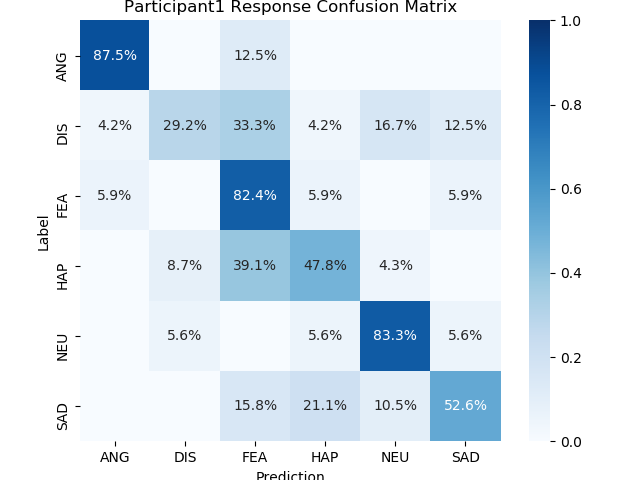 Participant1 Response Confusion Matrix
ANG 87.5% 12.5%
DIS 4.2% 29.2% 33.3% 4.2% 16.7% 12.5%
FEA 5.9% 82.4% 5.9% 5.9%
HAP 8.7% 39.1% 47.8% 4.3%
NEU 5.6% 5.6% 83.3% 5.6%
SAD 15.8% 21.1% 10.5% 52.6%
ANG DIS FEA HAP NEU SAD
Prediction
Label
1.0
0.8
0.6
0.4
0.2
0.0